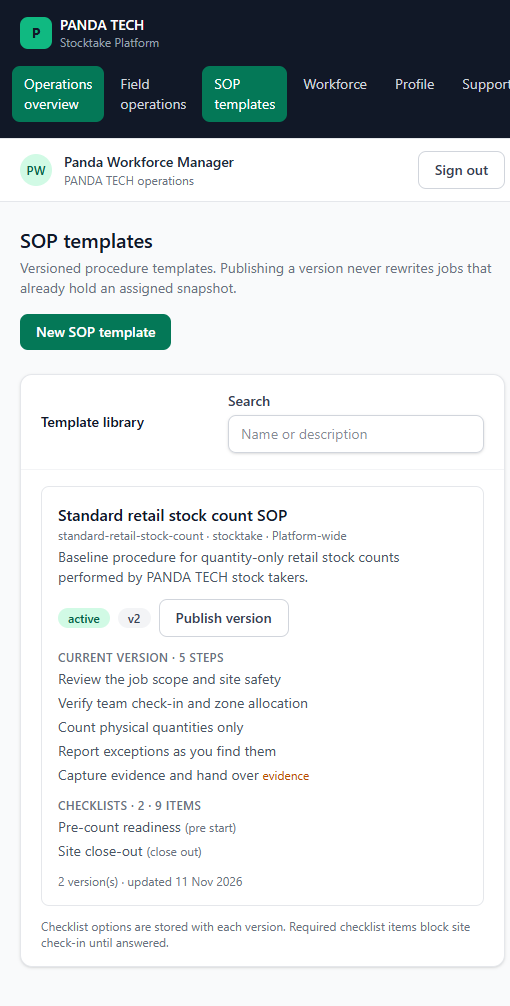 P
PANDA TECH
Stocktake Platform
Operations overview
Field operations
SOP templates
Workforce
Profile
Support
PW
Panda Workforce Manager
PANDA TECH operations
Sign out
SOP templates
Versioned procedure templates. Publishing a version never rewrites jobs that
already hold an assigned snapshot.
New SOP template
Template library
Search
Name or description
Standard retail stock count SOP
standard-retail-stock-count · stocktake · Platform-wide
Baseline procedure for quantity-only retail stock counts
performed by PANDA TECH stock takers.
active
v2
Publish version
CURRENT VERSION · 5 STEPS
Review the job scope and site safety
Verify team check-in and zone allocation
Count physical quantities only
Report exceptions as you find them
Capture evidence and hand over evidence
CHECKLISTS · 2 · 9 ITEMS
Pre-count readiness (pre start)
Site close-out (close out)
2 version(s) · updated 11 Nov 2026
Checklist options are stored with each version. Required checklist items block site
check-in until answered.